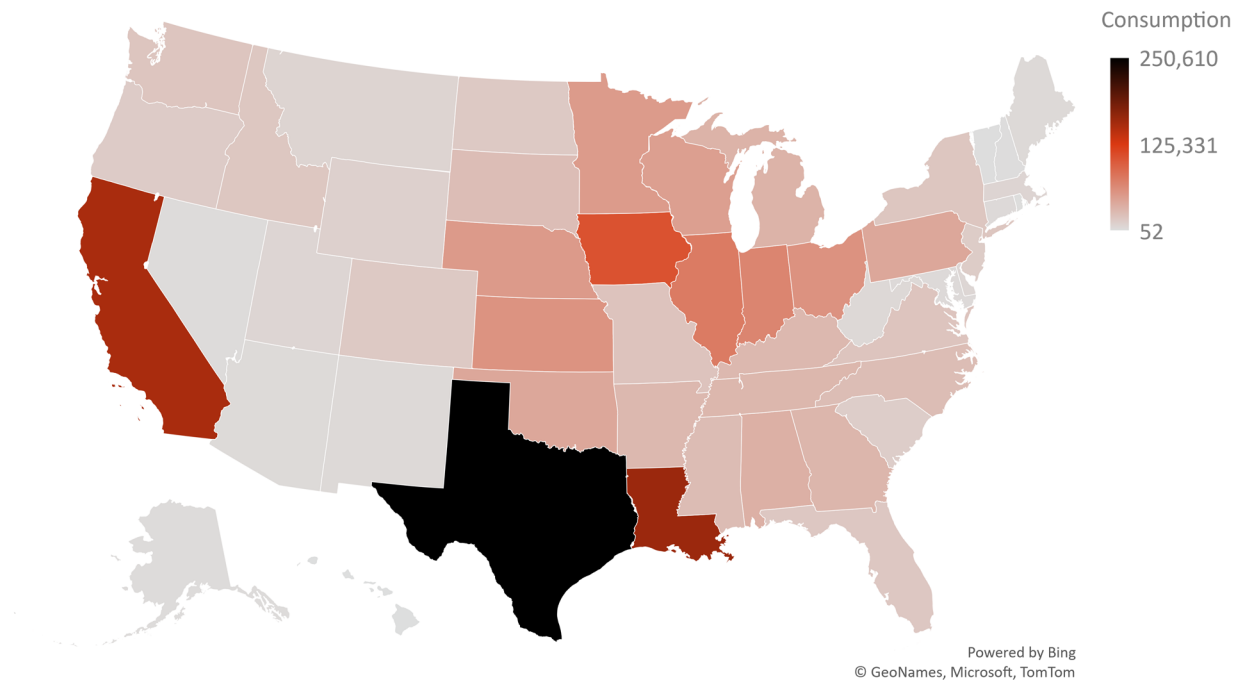 Consumption
250,610
125,331
52
Powered by Bing
© GeoNames, Microsoft, TomTom